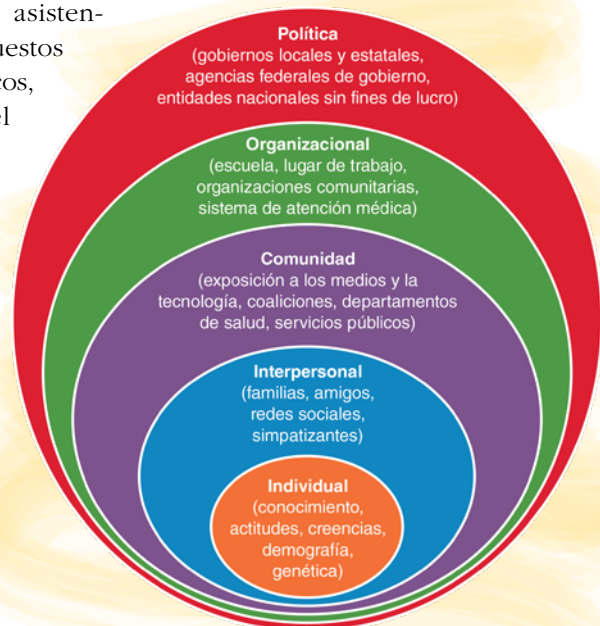 asisten-
uestos
cos,
el
Política
(gobiernos locales y estatales,
agencias federales de gobierno,
entidades nacionales sin fines de lucro)
Organizacional
(escuela, lugar de trabajo,
organizaciones comunitarias,
sistema de atención médica)
Comunidad
(exposición a los medios y la
tecnología, coaliciones, departamentos
de salud, servicios públicos)
Interpersonal
(familias, amigos,
redes sociales,
simpatizantes)
Individual
(conocimiento,
actitudes, creencias,
demografía,
genética)